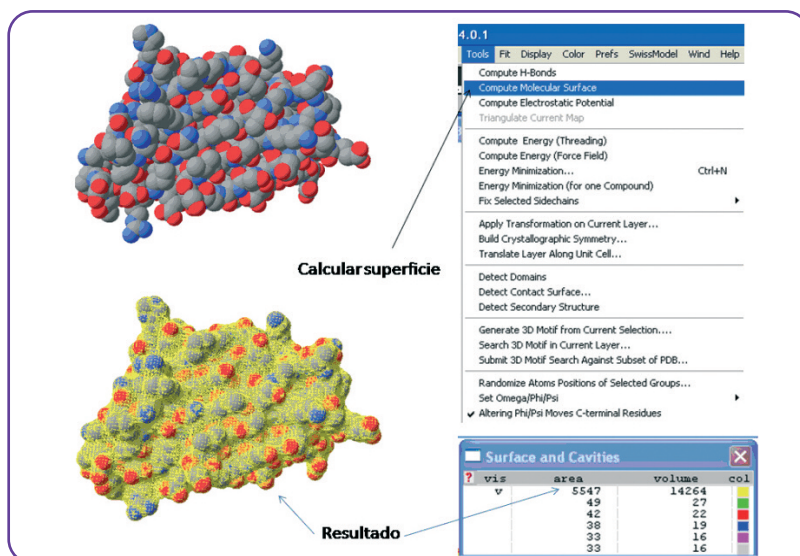 4.0.1
Tools Fit Display Color Prefs SwissModel Wind Help
Compute H-Bonds
Compute Molecular Surface
Compute Electrostatic Potential
Triangulate Current Map
Compute Energy (Threading)
Compute Energy (Force Field)
Energy Minimization... Ctrl+N
Energy Minimization (for one Compound)
Fix Selected Sidechains
Apply Transformation on Current Layer...
Build Crystallographic Symmetry...
Translate Layer Along Unit Cell...
Detect Domains
Detect Contact Surface...
Detect Secondary Structure
Generate 3D Motif from Current Selection....
Search 3D Motif in Current Layer...
Submit 3D Motif Search Against Subset of PDB...
Randomize Atoms Positions of Selected Groups...
Set Omega/Phi/Psi
Altering Phi/Psi Moves C-terminal Residues
Calcular superficie
Surface and Cavities
? vis area volume col
v 5547 14264
49 27
42 22
38 19
33 16
33 16
Resultado